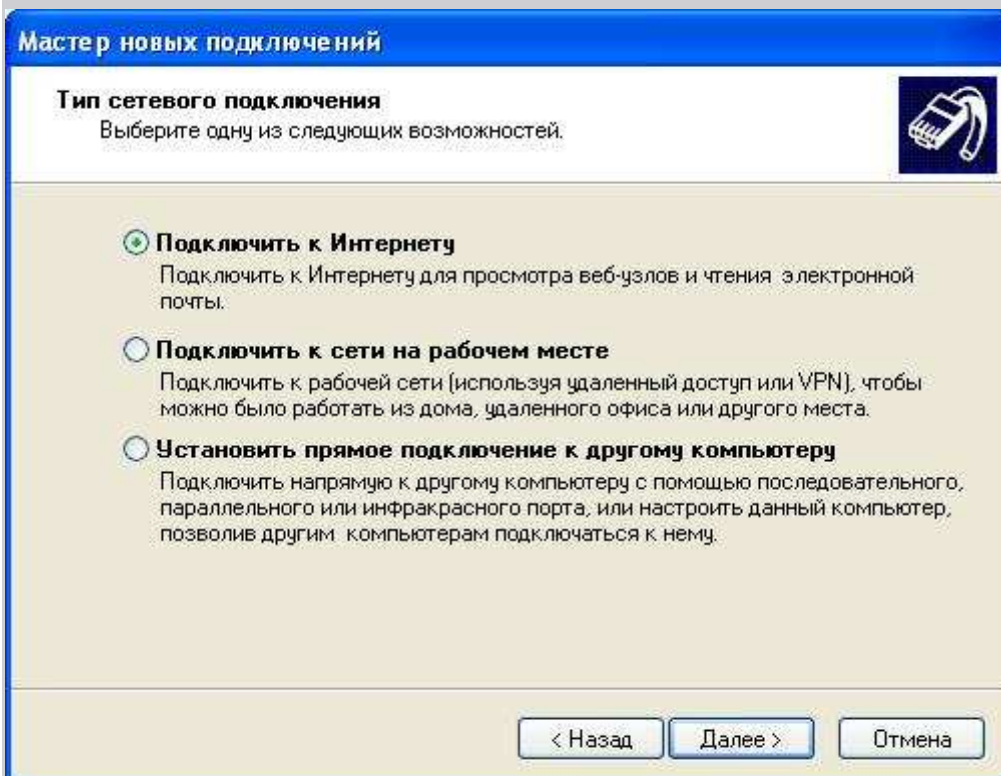 Мастер новых подключений
Тип сетевого подключения
Выберите одну из следующих возможностей.
Подключить к Интернету
Подключить к Интернету для просмотра веб-узлов и чтения электронной
почты.
Подключить к сети на рабочем месте
Подключить к рабочей сети (используя удаленный доступ или VPN), чтобы
можно было работать из дома, удаленного офиса или другого места.
Установить прямое подключение к другому компьютеру
Подключить напрямую к другому компьютеру с помощью последовательного,
параллельного или инфракрасного порта, или настроить данный компьютер,
позволив другим компьютерам подключаться к нему.
< Назад Далее > Отмена